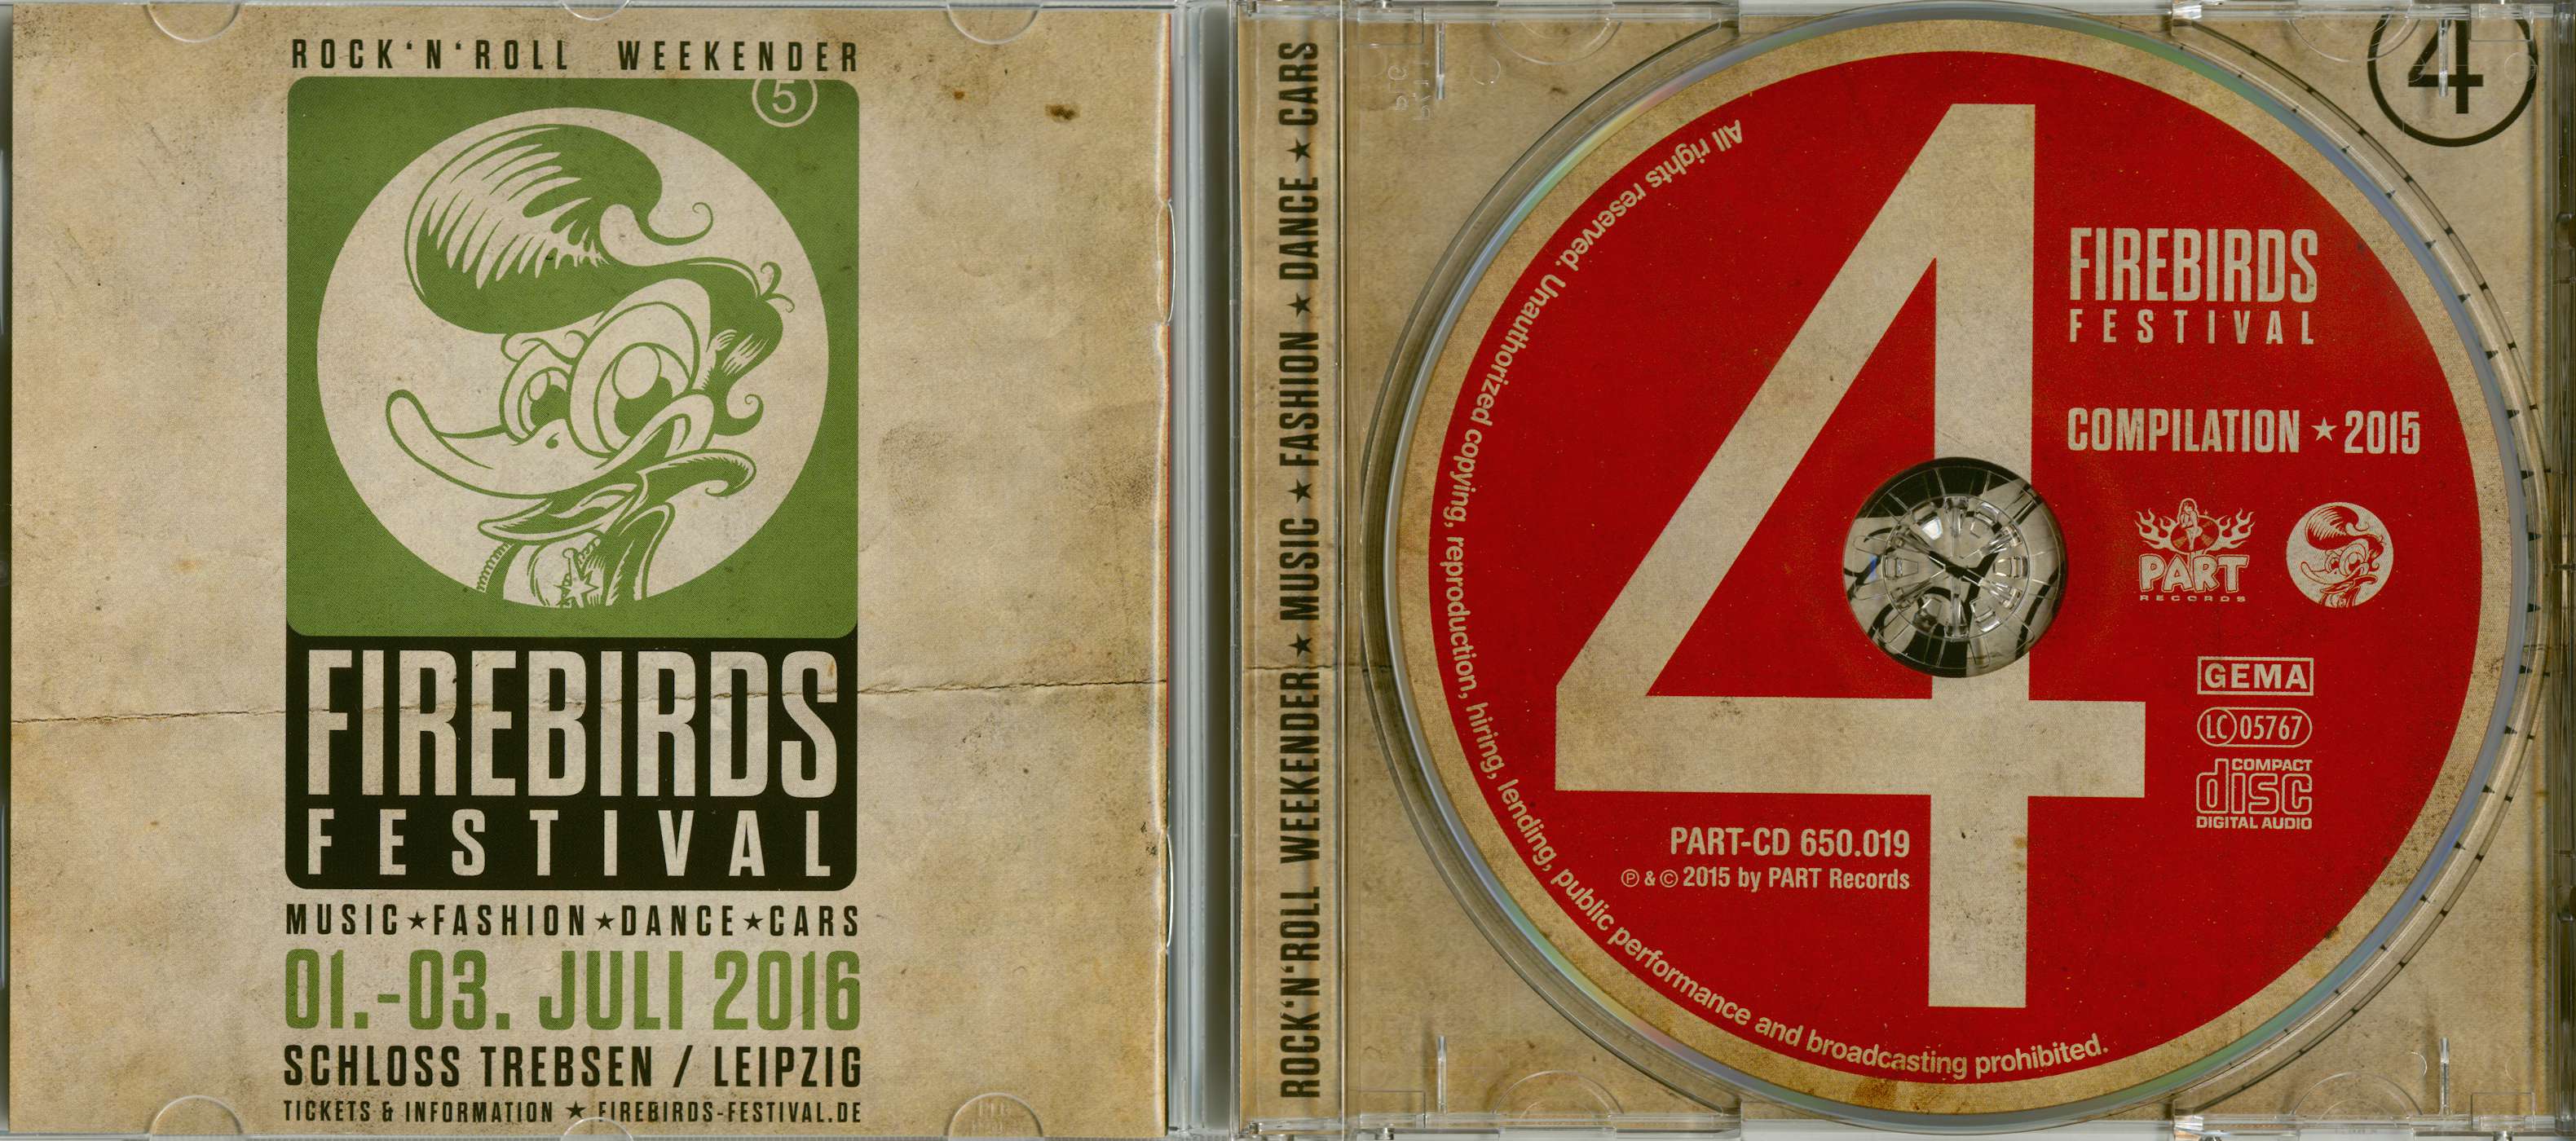 ROCK'N'ROLL WEEKENDER
5
FIREBIRDS
FESTIVAL
MUSIC★FASHION★DANCE★CARS
01.-03. JULI 2016
SCHLOSS TREBSEN / LEIPZIG
TICKETS & INFORMATION ★ FIREBIRDS-FESTIVAL.DE
ROCK'N'ROLL WEEKENDER ★ MUSIC ★ FASHION ★ DANCE ★ CARS
4
4
FIREBIRDS
FESTIVAL
COMPILATION ★ 2015
PART
RECORDS
GEMA
LC 05767
COMPACT
disc
DIGITAL AUDIO
PART-CD 650.019
℗ & © 2015 by PART Records
All rights reserved. Unauthorized copying, reproduction, hiring, lending, public performance and broadcasting prohibited.